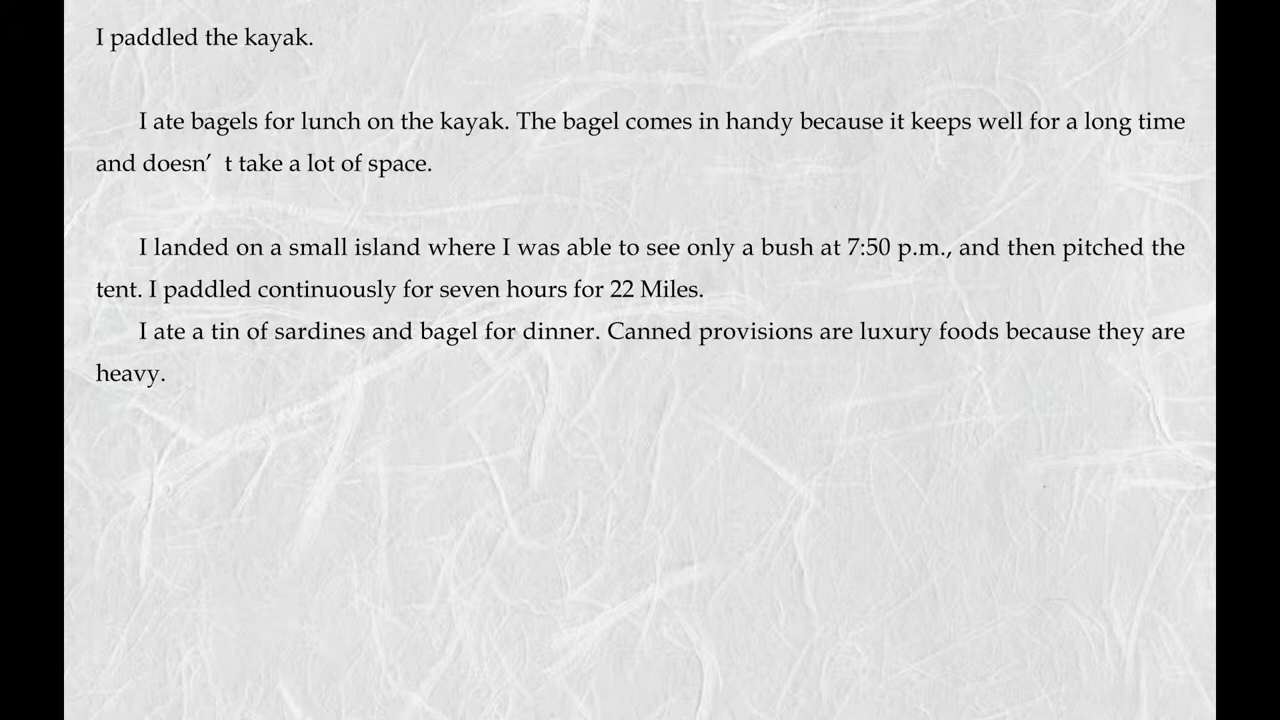 I paddled the kayak.
I ate bagels for lunch on the kayak. The bagel comes in handy because it keeps well for a long time
and doesn’ t take a lot of space.
I landed on a small island where I was able to see only a bush at 7:50 p.m., and then pitched the
tent. I paddled continuously for seven hours for 22 Miles.
I ate a tin of sardines and bagel for dinner. Canned provisions are luxury foods because they are
heavy.